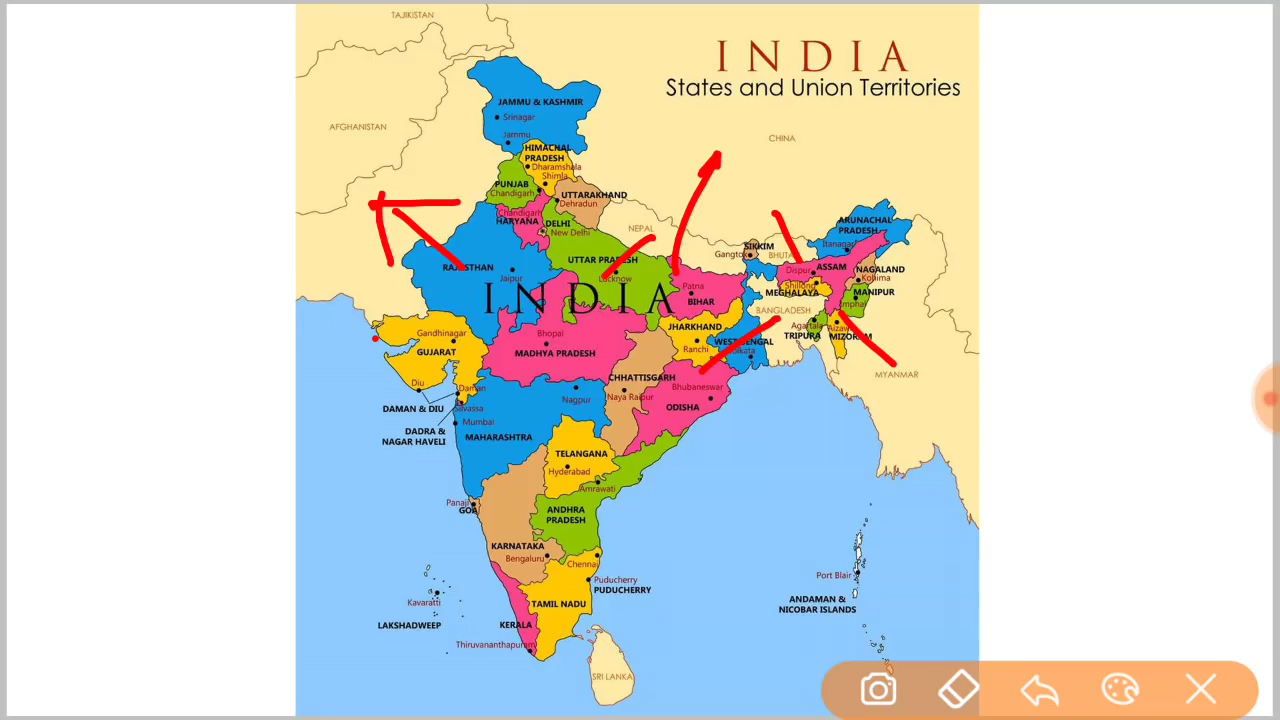 TAJIKISTAN
INDIA
States and Union Territories
JAMMU & KASHMIR
Srinagar
AFGHANISTAN
Jammu
CHINA
HIMACHAL
PRADESH
Dharamshala
Shimla
PUNJAB
Chandigarh
UTTARAKHAND
Dehradun
Chandigarh
HARYANA
DELHI
New Delhi
NEPAL
ARUNACHAL
PRADESH
Itanagar
SIKKIM
Gangtok
BHUTAN
UTTAR PRADESH
Lucknow
RAJASTHAN
Jaipur
Dispur
ASSAM
NAGALAND
Kohima
Shillong
MEGHALAYA
MANIPUR
Imphal
Patna
BIHAR
INDIA
BANGLADESH
Agartala
Aizawl
TRIPURA
MIZORAM
Gandhinagar
GUJARAT
Bhopal
MADHYA PRADESH
JHARKHAND
Ranchi
WEST BENGAL
Kolkata
MYANMAR
CHHATTISGARH
Naya Raipur
Bhubaneswar
ODISHA
Diu
Daman
Silvassa
DAMAN & DIU
Nagpur
Mumbai
DADRA &
NAGAR HAVELI
MAHARASHTRA
TELANGANA
Hyderabad
Amrawati
Panaji
GOA
ANDHRA
PRADESH
KARNATAKA
Bengaluru
Chennai
Puducherry
PUDUCHERRY
Port Blair
ANDAMAN &
NICOBAR ISLANDS
Kavaratti
TAMIL NADU
LAKSHADWEEP
KERALA
Thiruvananthapuram
SRI LANKA